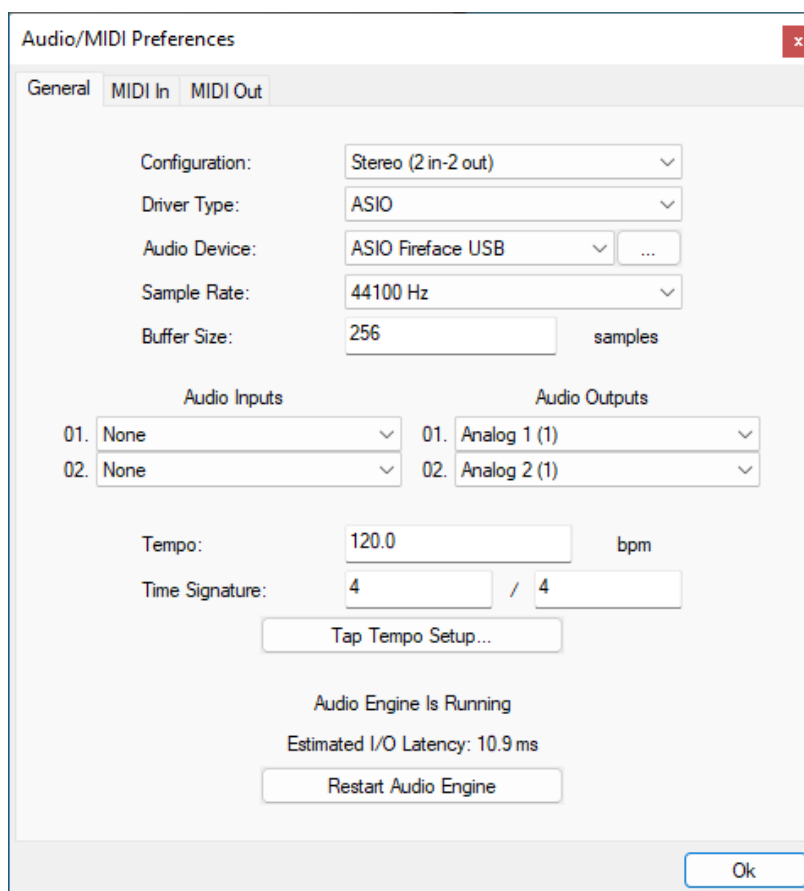 Audio/MIDI Preferences
x
General MIDI In MIDI Out
Configuration: Stereo (2 in-2 out)
Driver Type: ASIO
Audio Device: ASIO Fireface USB ...
Sample Rate: 44100 Hz
Buffer Size: 256 samples
Audio Inputs Audio Outputs
01. None 01. Analog 1 (1)
02. None 02. Analog 2 (1)
Tempo: 120.0 bpm
Time Signature: 4 / 4
Tap Tempo Setup...
Audio Engine Is Running
Estimated I/O Latency: 10.9 ms
Restart Audio Engine
Ok